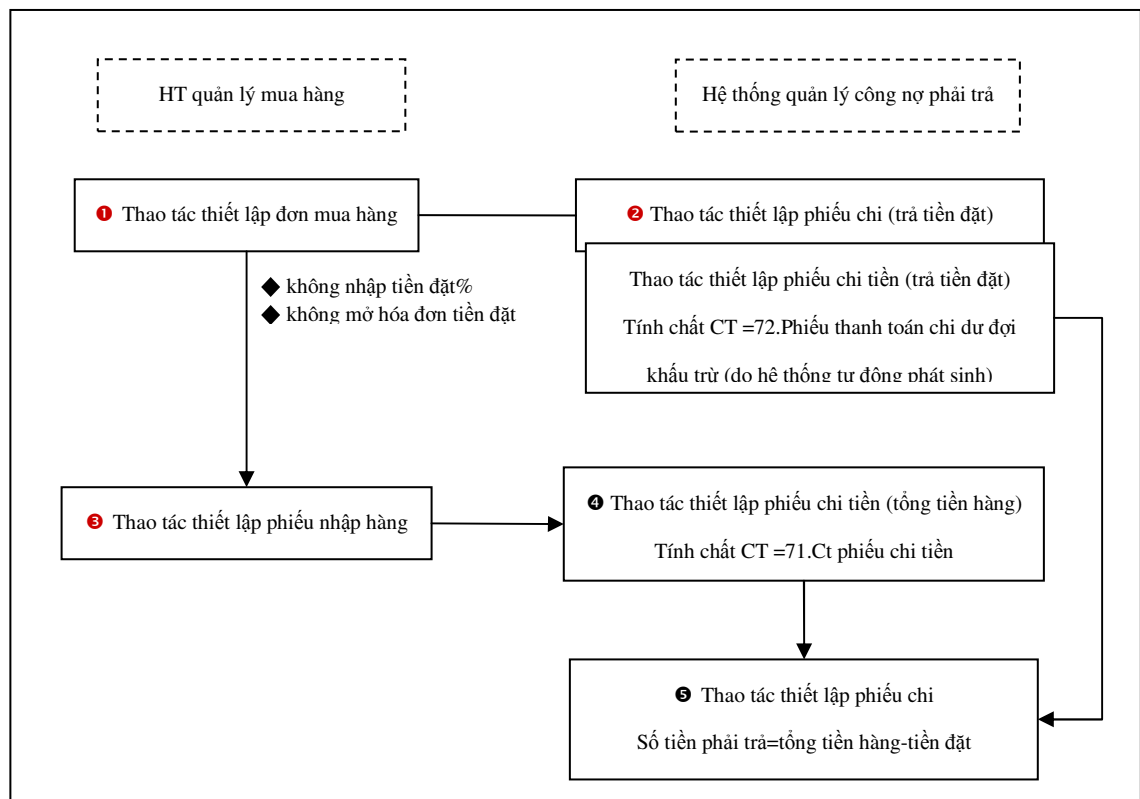 HT quản lý mua hàng
Hệ thống quản lý công nợ phải trả
❶ Thao tác thiết lập đơn mua hàng
❷ Thao tác thiết lập phiếu chi (trả tiền đặt)
◆ không nhập tiền đặt%
◆ không mở hóa đơn tiền đặt
Thao tác thiết lập phiếu chi tiền (trả tiền đặt)
Tính chất CT =72.Phiếu thanh toán chi dư đợi
khấu trừ (do hệ thống tự động phát sinh)
❸ Thao tác thiết lập phiếu nhập hàng
❹ Thao tác thiết lập phiếu chi tiền (tổng tiền hàng)
Tính chất CT =71.Ct phiếu chi tiền
❺ Thao tác thiết lập phiếu chi
Số tiền phải trả=tổng tiền hàng-tiền đặt